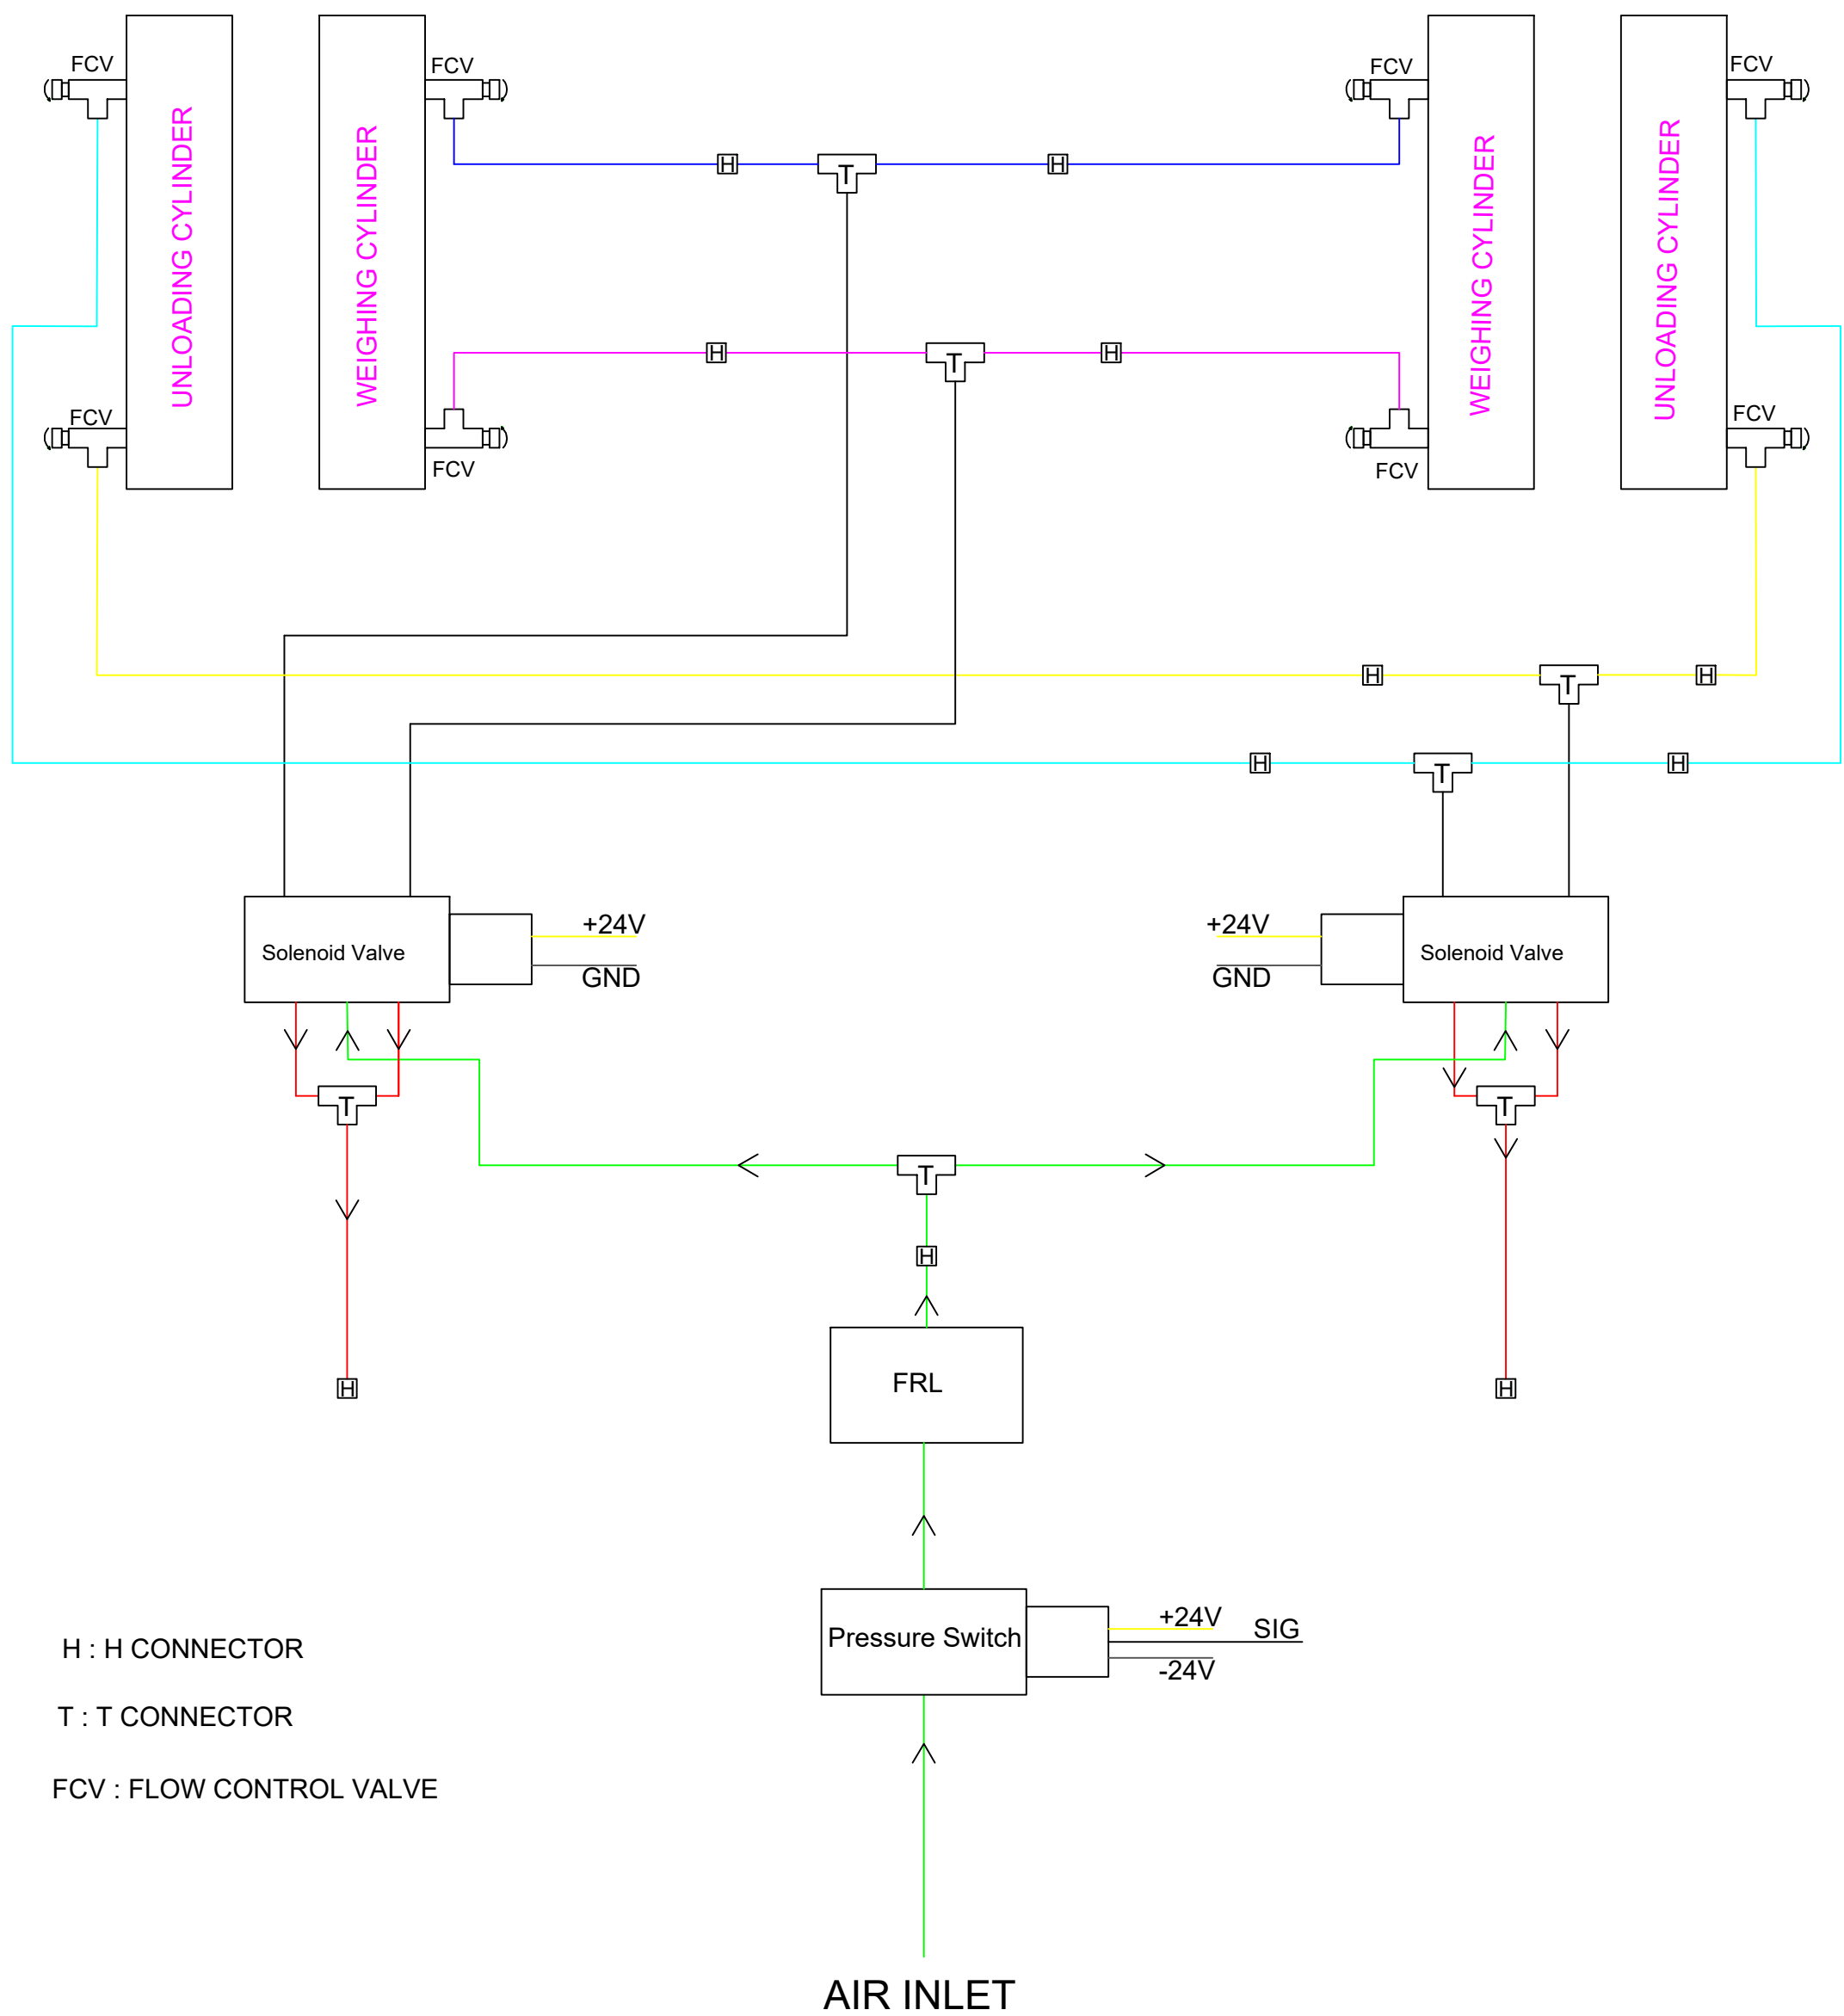 FCV
FCV
FCV
FCV
UNLOADING CYLINDER
WEIGHING CYLINDER
WEIGHING CYLINDER
UNLOADING CYLINDER
H
T
H
H
T
H
FCV
FCV
FCV
FCV
H
T
H
H
T
H
+24V
GND
Solenoid Valve
+24V
GND
Solenoid Valve
T
T
T
H
FRL
H
H
Pressure Switch
+24V
SIG
-24V
H : H CONNECTOR
T : T CONNECTOR
FCV : FLOW CONTROL VALVE
AIR INLET